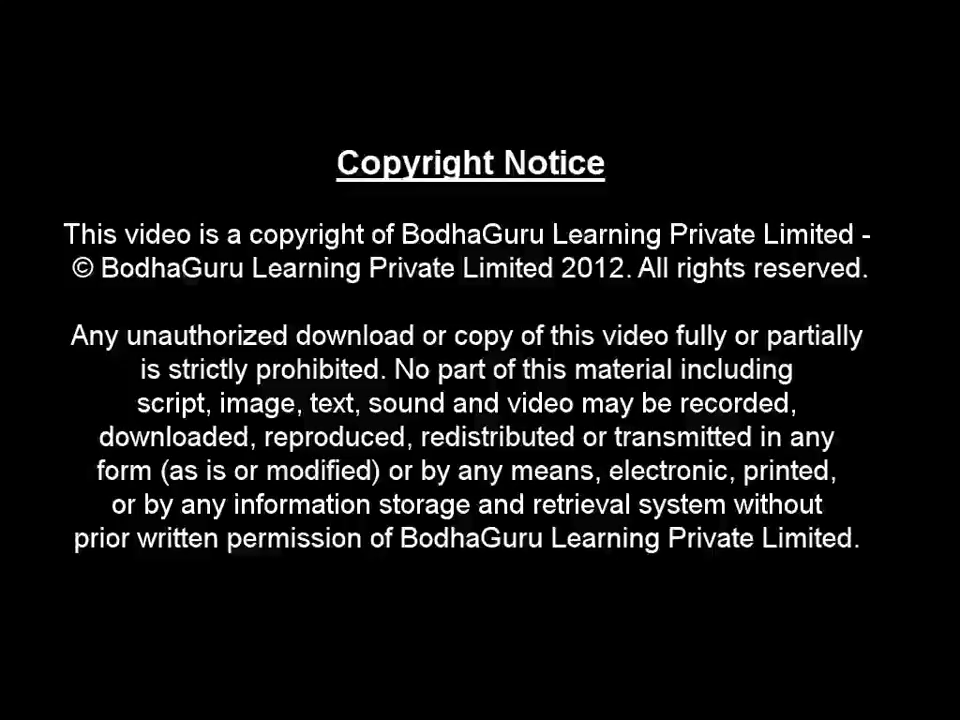 Copyright Notice
This video is a copyright of BodhaGuru Learning Private Limited -
© BodhaGuru Learning Private Limited 2012. All rights reserved.
Any unauthorized download or copy of this video fully or partially
is strictly prohibited. No part of this material including
script, image, text, sound and video may be recorded,
downloaded, reproduced, redistributed or transmitted in any
form (as is or modified) or by any means, electronic, printed,
or by any information storage and retrieval system without
prior written permission of BodhaGuru Learning Private Limited.